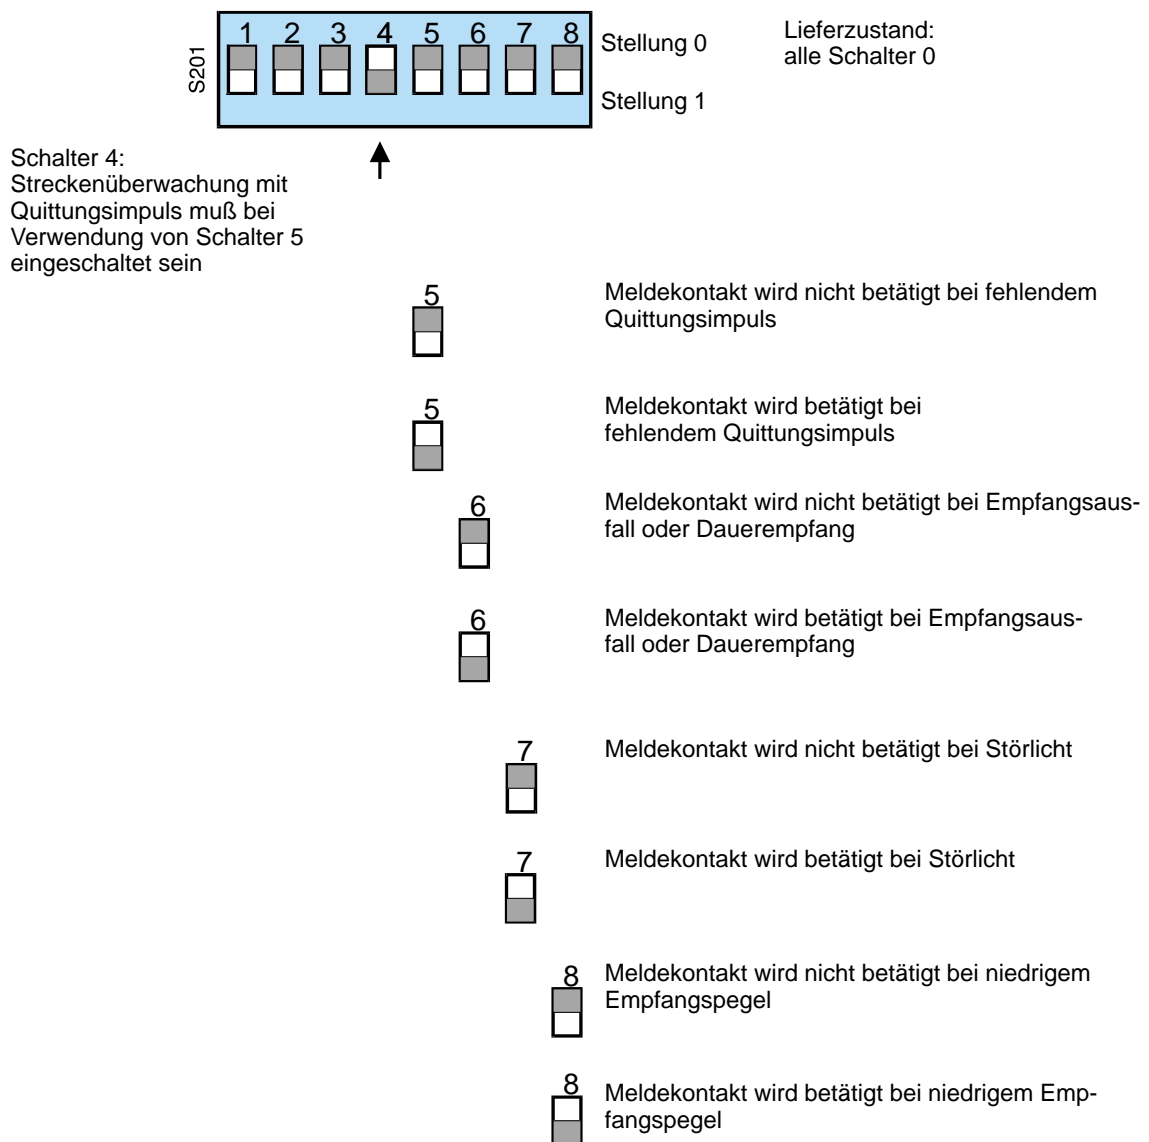 1 2 3 4 5 6 7 8
S201
Stellung 0
Stellung 1
Lieferzustand:
alle Schalter 0
Schalter 4:
Streckenüberwachung mit
Quittungsimpuls muß bei
Verwendung von Schalter 5
eingeschaltet sein
5
Meldekontakt wird nicht betätigt bei fehlendem
Quittungsimpuls
5
Meldekontakt wird betätigt bei
fehlendem Quittungsimpuls
6
Meldekontakt wird nicht betätigt bei Empfangsaus-
fall oder Dauerempfang
6
Meldekontakt wird betätigt bei Empfangsaus-
fall oder Dauerempfang
7
Meldekontakt wird nicht betätigt bei Störlicht
7
Meldekontakt wird betätigt bei Störlicht
8
Meldekontakt wird nicht betätigt bei niedrigem
Empfangspegel
8
Meldekontakt wird betätigt bei niedrigem Emp-
fangspegel